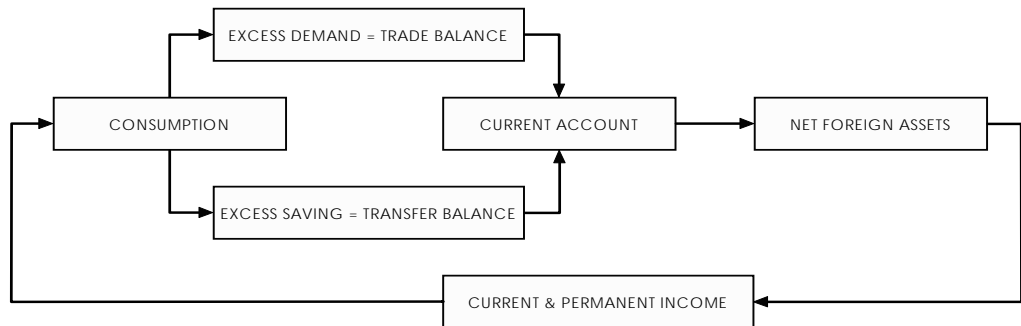 EXCESS DEMAND = TRADE BALANCE
CONSUMPTION
CURRENT ACCOUNT
NET FOREIGN ASSETS
EXCESS SAVING = TRANSFER BALANCE
CURRENT & PERMANENT INCOME